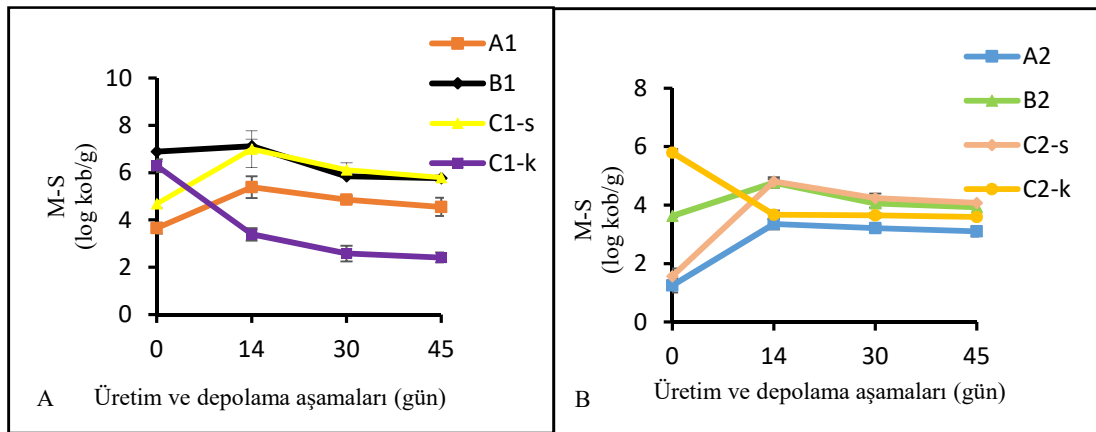 A1
B1
C1-s
C1-k
10
8
6
4
2
0
M-S
(log kob/g)
0 14 30 45
A Üretim ve depolama aşamaları (gün)
A2
B2
C2-s
C2-k
8
6
4
2
0
M-S
(log kob/g)
0 14 30 45
B Üretim ve depolama aşamaları (gün)